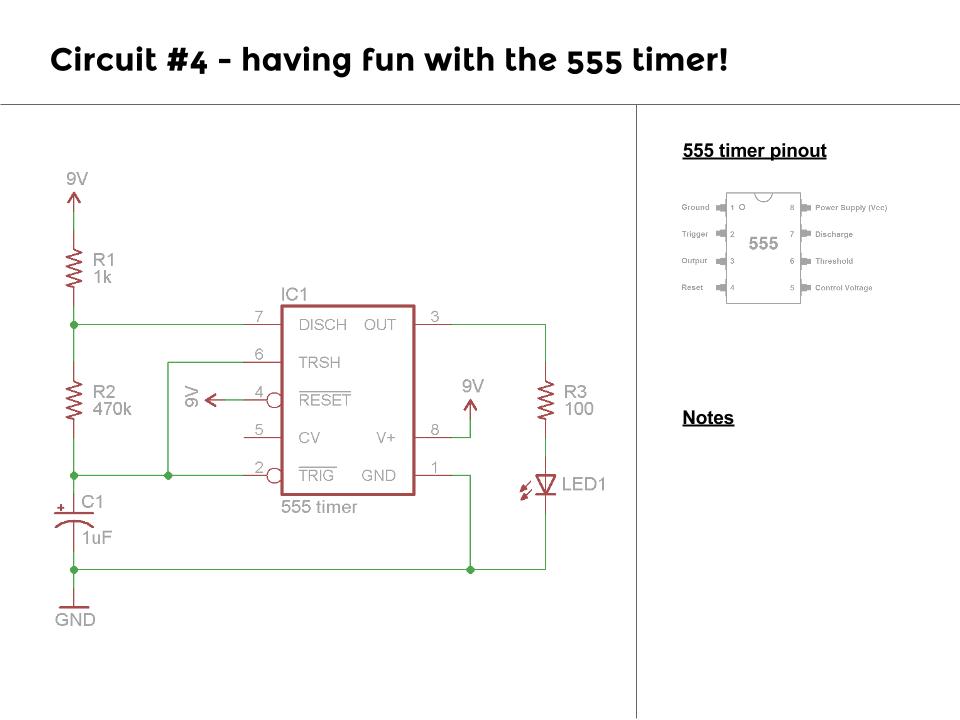 Circuit #4 - having fun with the 555 timer!
555 timer pinout
Ground 1 8 Power Supply (Vcc)
Trigger 2 7 Discharge
555
Output 3 6 Threshold
Reset 4 5 Control Voltage
Notes
9V
R1
1k
IC1
7 DISCH OUT 3
6 TRSH
R2
470k
9V
4 RESET
9V
R3
100
5 CV V+ 8
2 TRIG GND 1
LED1
+ C1
1uF
555 timer
GND